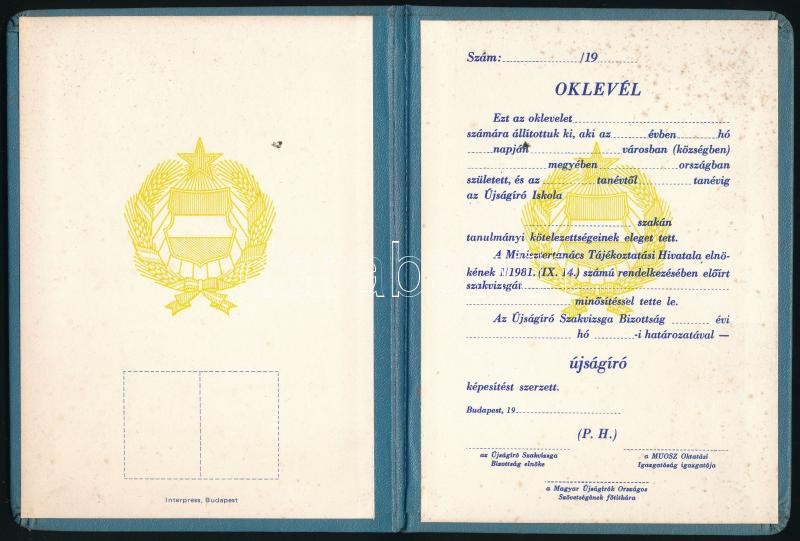 Interpress, Budapest
Szám: /19
OKLEVÉL
Ezt az oklevelet
számára állítottuk ki, aki az évben hó
napján városban (községben)
megyében országban
született, és az tanévtől tanévig
az Újságíró Iskola
szakán
tanulmányi kötelezettségeinek eleget tett.
A Minisztertanács Tájékoztatási Hivatala elnö-
kének 1/1981. (IX. 14.) számú rendelkezésében előírt
szakvizsgát
minősítéssel tette le.
Az Újságíró Szakvizsga Bizottság évi
hó -i határozatával —
újságíró
képesítést szerzett.
Budapest, 19
(P. H.)
az Újságíró Szakvizsga
Bizottság elnöke
a MUOSZ Oktatási
Igazgatóság igazgatója
a Magyar Újságírók Országos
Szövetségének főtitkára